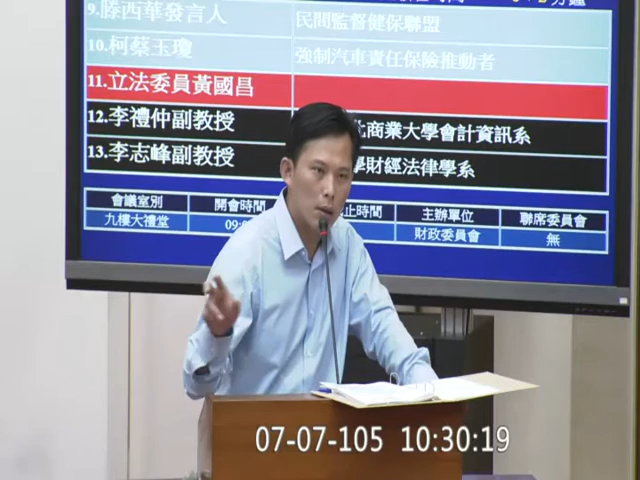 9.滕西華發言人 民間監督健保聯盟
10.柯蔡玉瓊 強制汽車責任保險推動者
11.立法委員黃國昌
12.李禮仲副教授 北商業大學會計資訊系
13.李志峰副教授 學財經法律學系
會議室別 開會時間 止時間 主辦單位 聯席委員會
九樓大禮堂 09:0 財政委員會 無
07-07-105 10:30:19